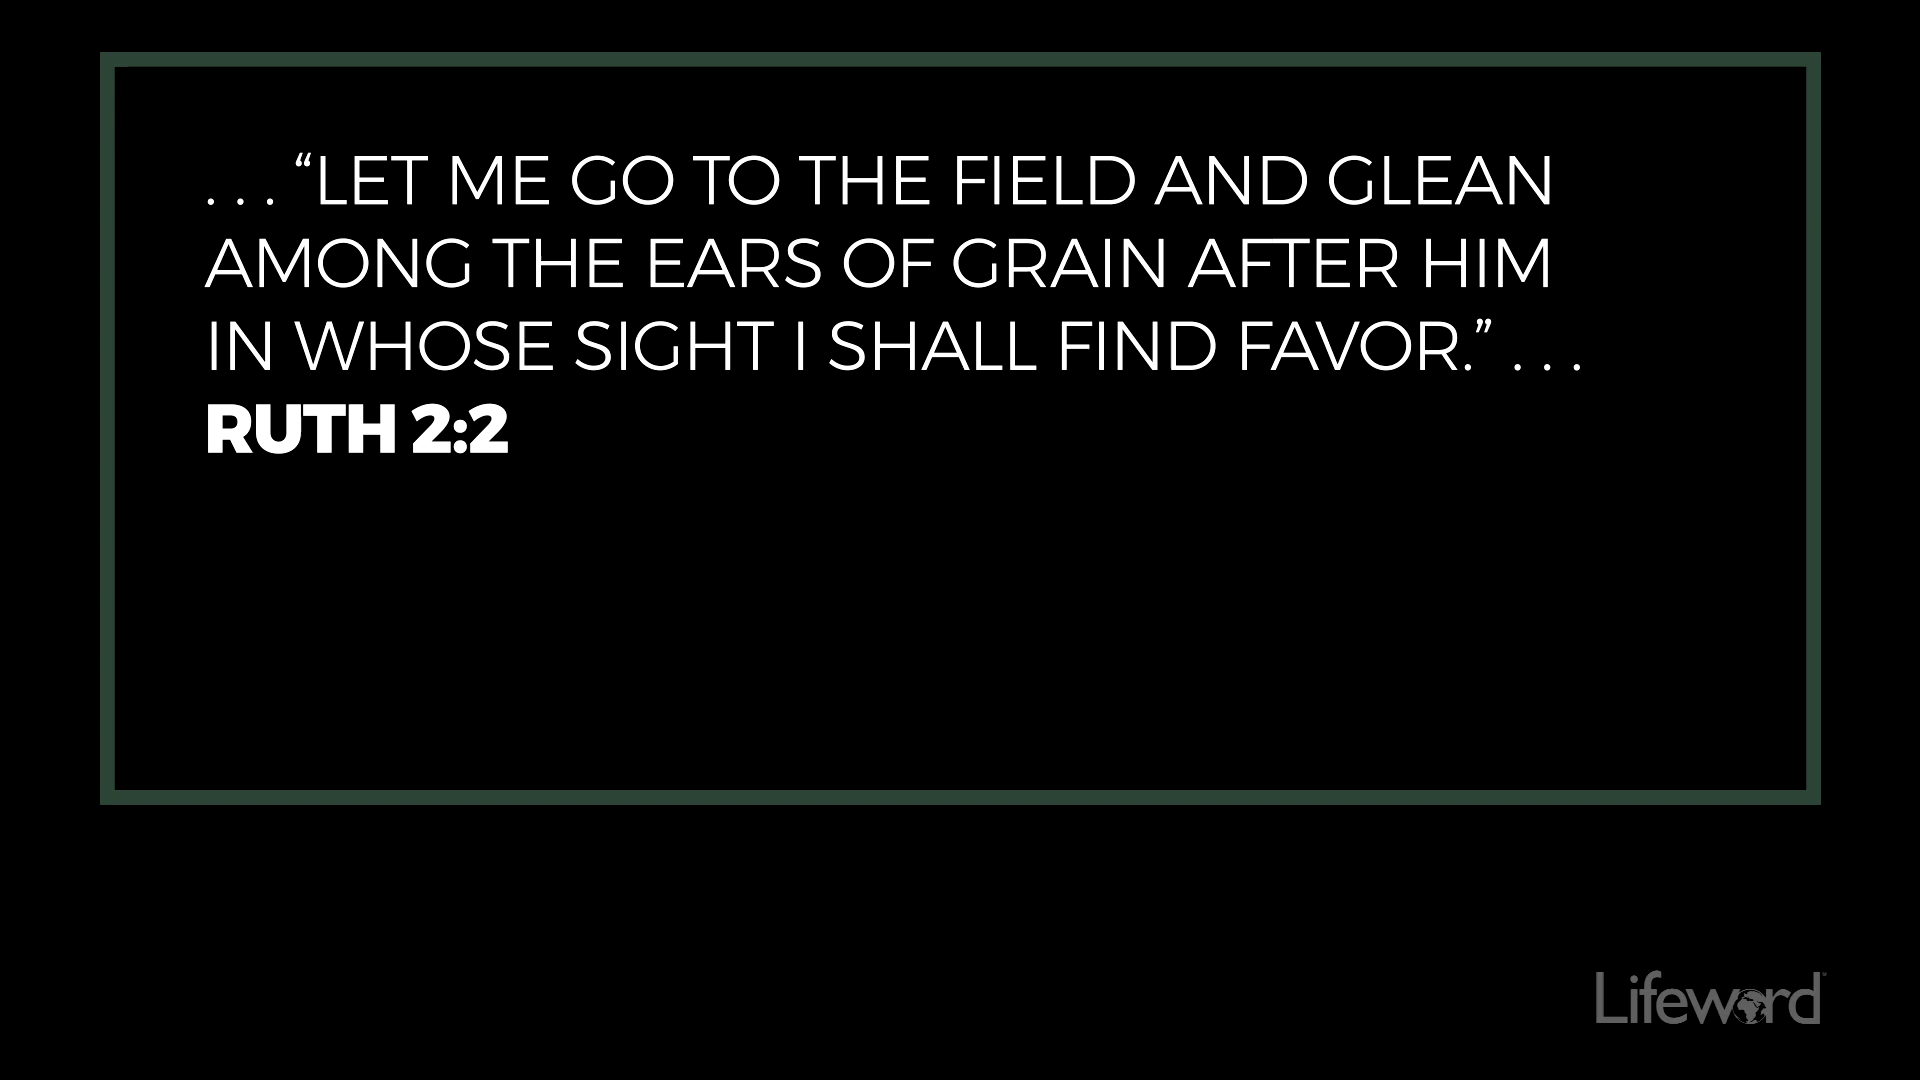 . . . “LET ME GO TO THE FIELD AND GLEAN
AMONG THE EARS OF GRAIN AFTER HIM
IN WHOSE SIGHT I SHALL FIND FAVOR.” . . .
RUTH 2:2
Lifeword